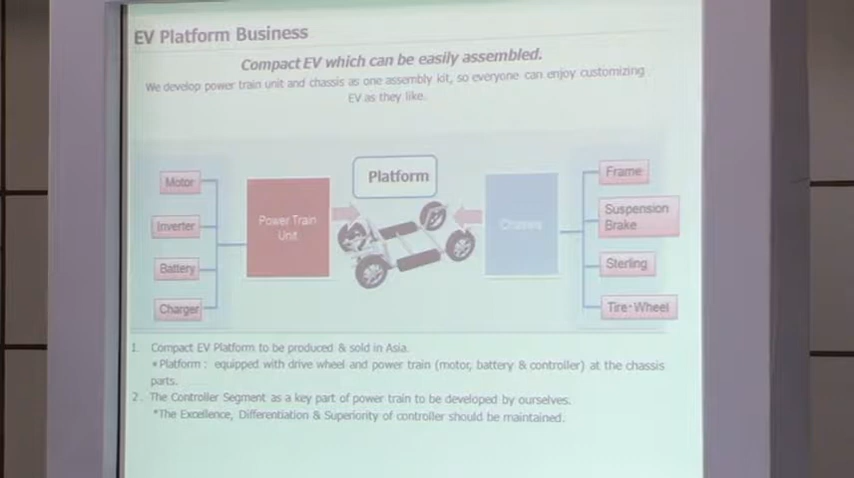 EV Platform Business
Compact EV which can be easily assembled.
We develop power train unit and chassis as one assembly kit, so everyone can enjoy customizing
EV as they like.
Motor
Inverter
Battery
Charger
Power Train
Unit
Platform
Chassis
Frame
Suspension
Brake
Sterling
Tire・Wheel
1. Compact EV Platform to be produced & sold in Asia.
*Platform : equipped with drive wheel and power train (motor, battery & controller) at the chassis
parts.
2. The Controller Segment as a key part of power train to be developed by ourselves.
*The Excellence, Differentiation & Superiority of controller should be maintained.